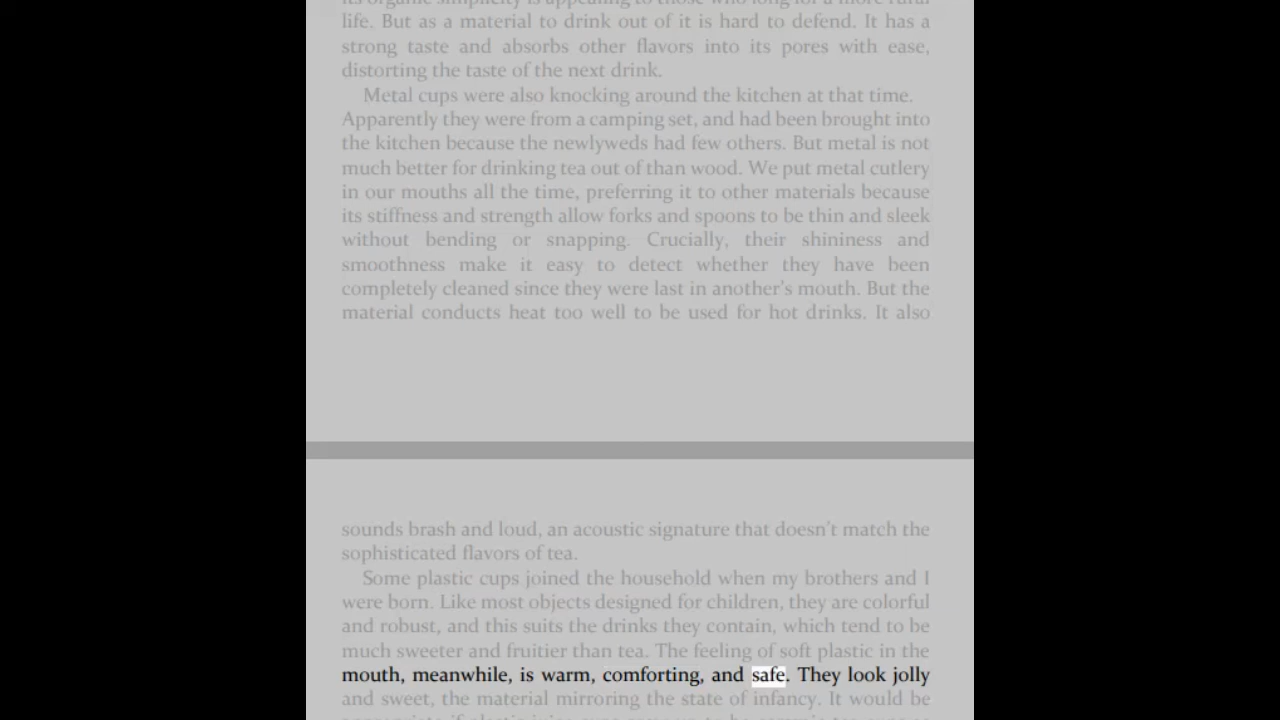 its organic simplicity is appealing to those who long for a more rural
life. But as a material to drink out of it is hard to defend. It has a
strong taste and absorbs other flavors into its pores with ease,
distorting the taste of the next drink.
Metal cups were also knocking around the kitchen at that time.
Apparently they were from a camping set, and had been brought into
the kitchen because the newlyweds had few others. But metal is not
much better for drinking tea out of than wood. We put metal cutlery
in our mouths all the time, preferring it to other materials because
its stiffness and strength allow forks and spoons to be thin and sleek
without bending or snapping. Crucially, their shininess and
smoothness make it easy to detect whether they have been
completely cleaned since they were last in another's mouth. But the
material conducts heat too well to be used for hot drinks. It also
sounds brash and loud, an acoustic signature that doesn't match the
sophisticated flavors of tea.
Some plastic cups joined the household when my brothers and I
were born. Like most objects designed for children, they are colorful
and robust, and this suits the drinks they contain, which tend to be
much sweeter and fruitier than tea. The feeling of soft plastic in the
mouth, meanwhile, is warm, comforting, and safe. They look jolly
and sweet, the material mirroring the state of infancy. It would be